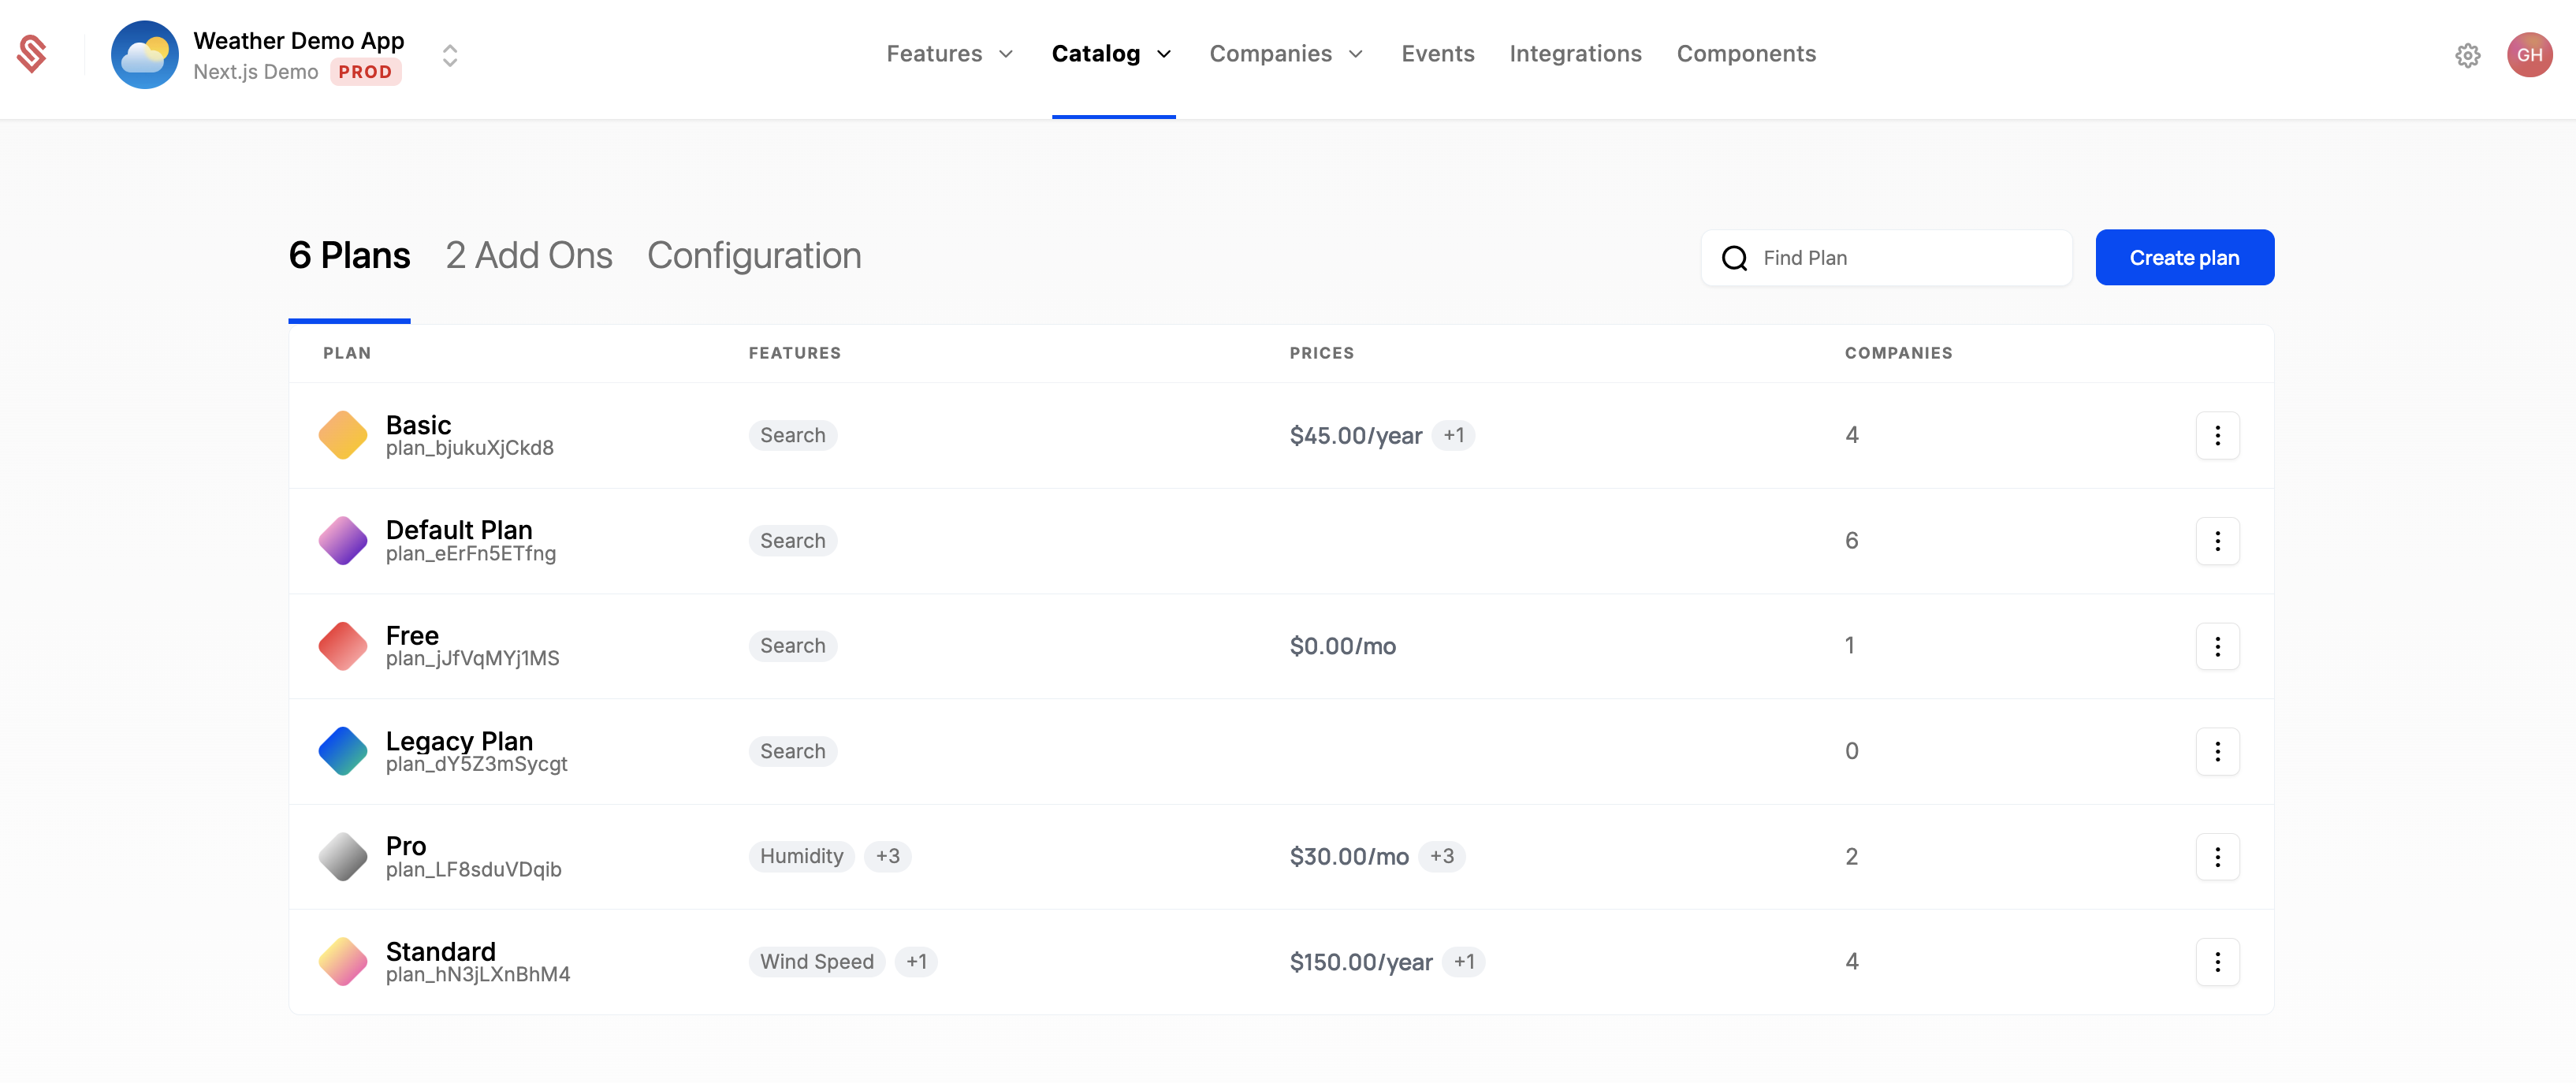 Weather Demo App
Next.js Demo PROD
Features Catalog Companies Events Integrations Components
GH
6 Plans 2 Add Ons Configuration
Find Plan
Create plan
PLAN FEATURES PRICES COMPANIES
Basic
plan_bjukuXjCkd8
Search $45.00/year +1 4
Default Plan
plan_eErFn5ETfng
Search 6
Free
plan_jJfVqMYj1MS
Search $0.00/mo 1
Legacy Plan
plan_dY5Z3mSycgt
Search 0
Pro
plan_LF8sduVDqib
Humidity +3 $30.00/mo +3 2
Standard
plan_hN3jLXnBhM4
Wind Speed +1 $150.00/year +1 4